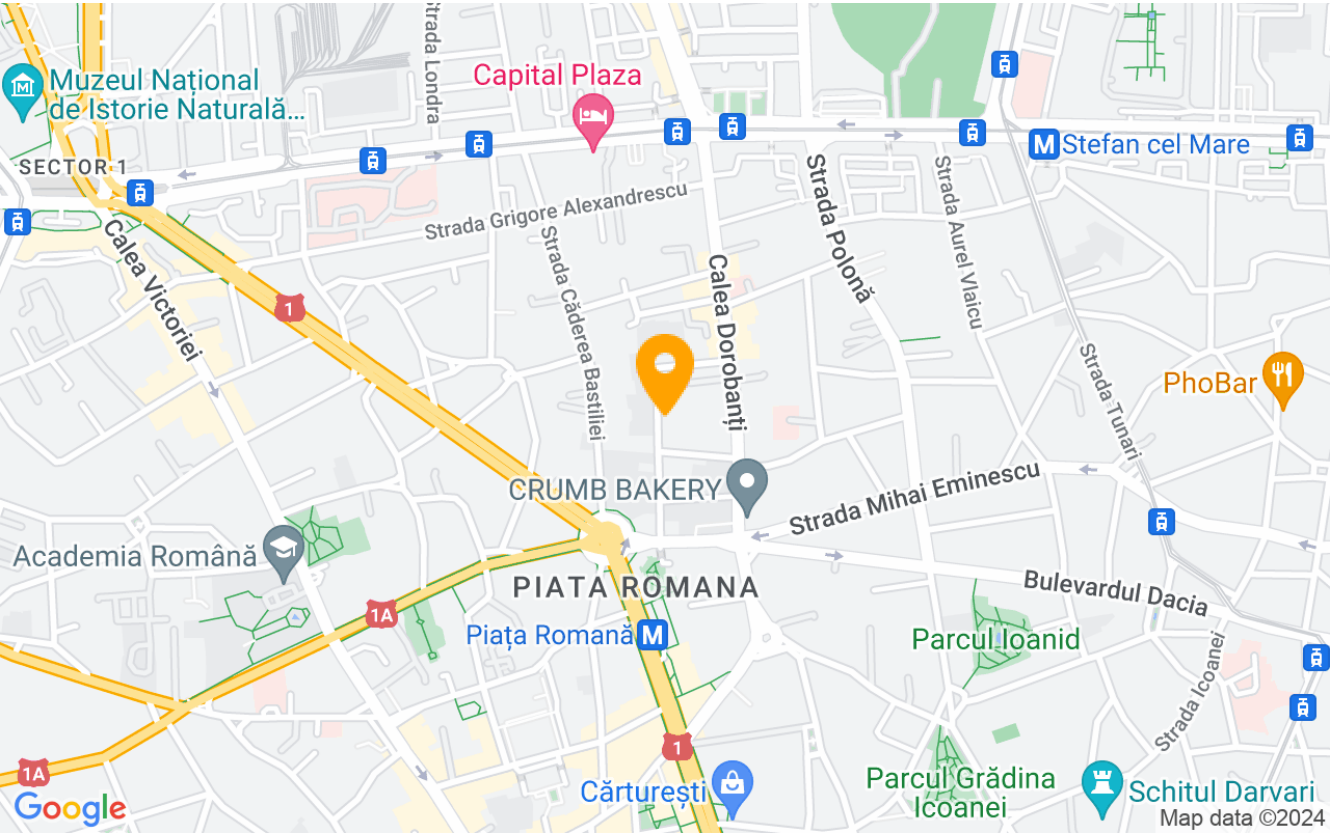 Strada Londra
Capital Plaza
Muzeul Național
de Istorie Naturală...
M
SECTOR 1
M Stefan cel Mare
Strada Grigore Alexandrescu
Strada Polonă
Strada Aurel Vlaicu
Calea Victoriei
Strada Căderea Bastiliei
Calea Dorobanți
1
Strada Tunari
PhoBar
CRUMB BAKERY
Strada Mihai Eminescu
Academia Română
PIATA ROMANA
Bulevardul Dacia
1A
Piața Romană M
Parcul Ioanid
Strada Icoanei
1
1A
Parcul Grădina
Icoanei
Cărturești
Schitul Darvari
Google
Map data ©2024